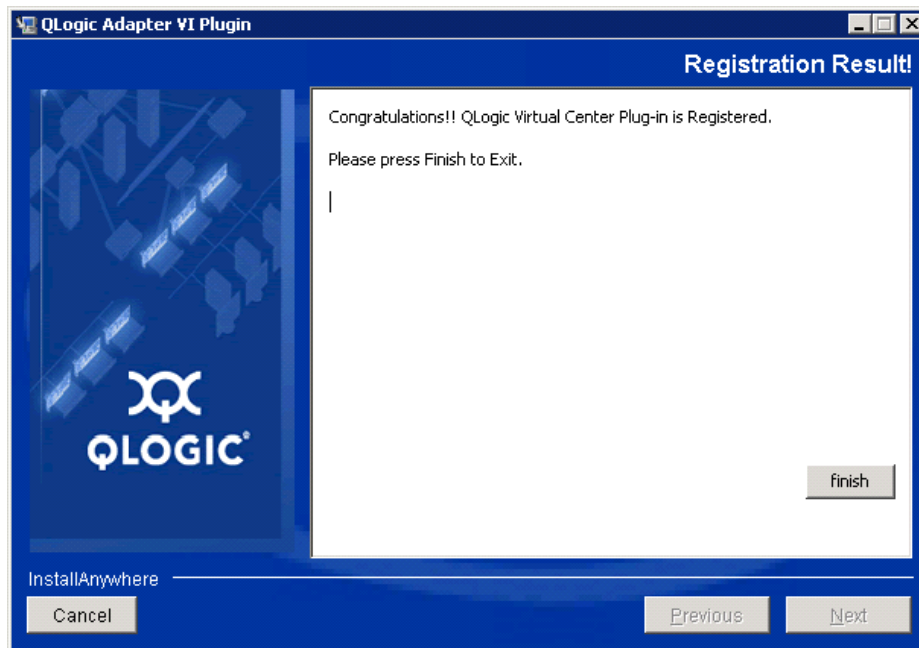 QLogic Adapter VI Plugin
Registration Result!
Congratulations!! QLogic Virtual Center Plug-in is Registered.
Please press Finish to Exit.
QLOGIC®
finish
InstallAnywhere
Cancel
Previous
Next